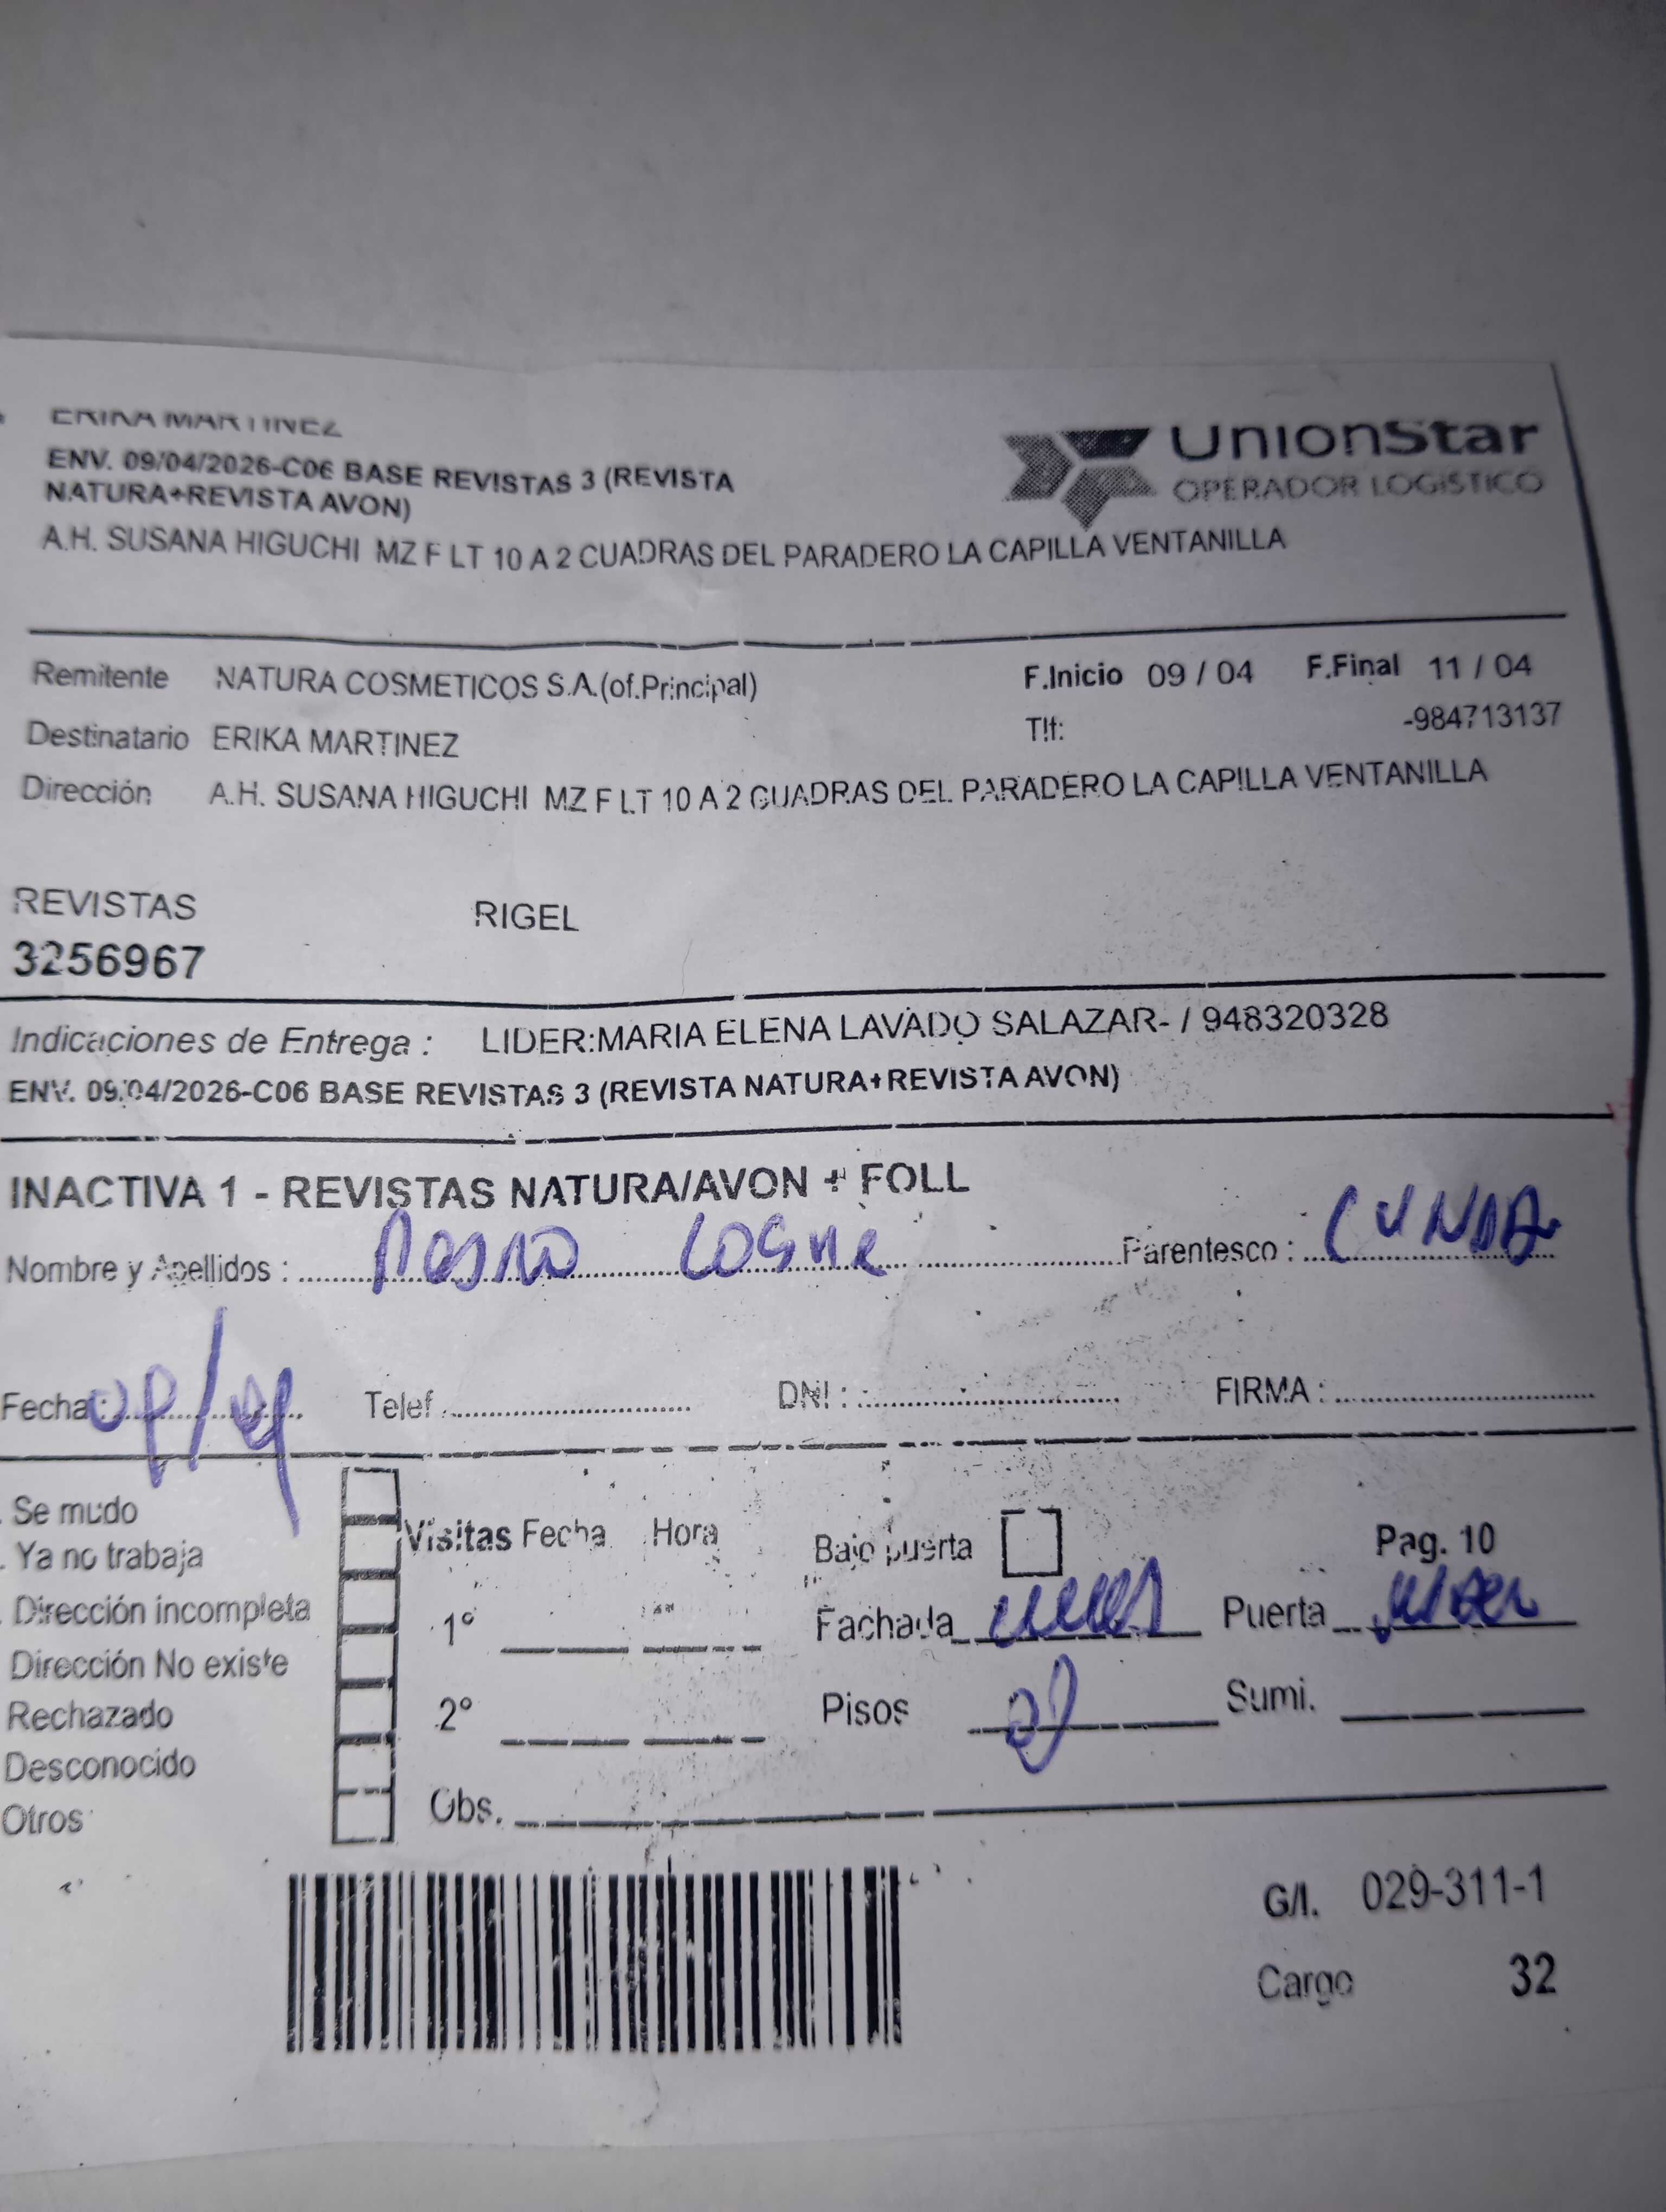 ERIKA MARTINEZ
ENV. 09/04/2026-C06 BASE REVISTAS 3 (REVISTA
NATURA+REVISTA AVON)
UnionStar
OPERADOR LOGISTICO
A.H. SUSANA HIGUCHI MZ F LT 10 A 2 CUADRAS DEL PARADERO LA CAPILLA VENTANILLA
Remitente NATURA COSMETICOS S.A.(of.Principal) F.Inicio 09 / 04 F.Final 11 / 04
Destinatario ERIKA MARTINEZ Tlf: -984713137
Dirección A.H. SUSANA HIGUCHI MZ F LT 10 A 2 CUADRAS DEL PARADERO LA CAPILLA VENTANILLA
REVISTAS RIGEL
3256967
Indicaciones de Entrega : LIDER:MARIA ELENA LAVADO SALAZAR- / 948320328
ENV. 09/04/2026-C06 BASE REVISTAS 3 (REVISTA NATURA+REVISTA AVON)
INACTIVA 1 - REVISTAS NATURA/AVON + FOLL
Nombre y Apellidos : Parentesco :
Fecha : Telef. DNI : FIRMA :
Se mudo
Ya no trabaja
Dirección incompleta
Dirección No existe
Rechazado
Desconocido
Otros
Visitas Fecha Hora
1º
2º
Obs.
Bajo puerta Pag. 10
Fachada Puerta
Pisos Sumi.
G/I. 029-311-1
Cargo 32